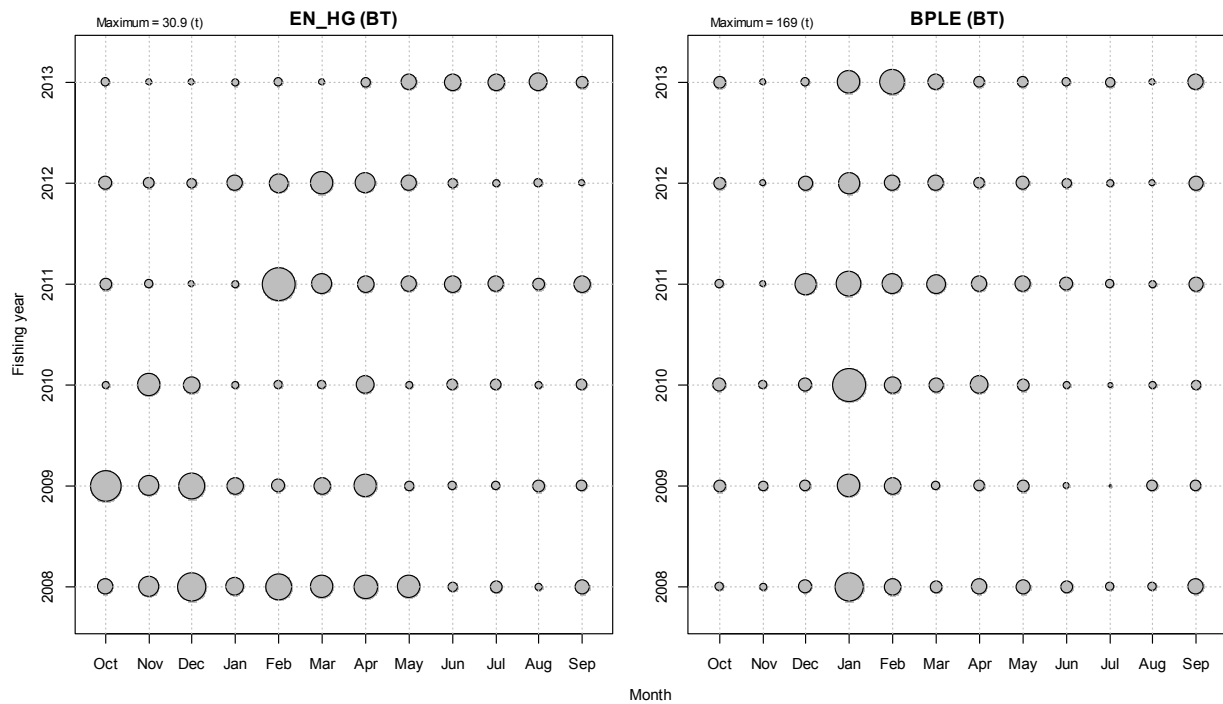 Maximum = 30.9 (t)
EN_HG (BT)
Maximum = 169 (t)
BPLE (BT)
Fishing year
2013
2012
2011
2010
2009
2008
Oct Nov Dec Jan Feb Mar Apr May Jun Jul Aug Sep
Oct Nov Dec Jan Feb Mar Apr May Jun Jul Aug Sep
2013
2012
2011
2010
2009
2008
Month